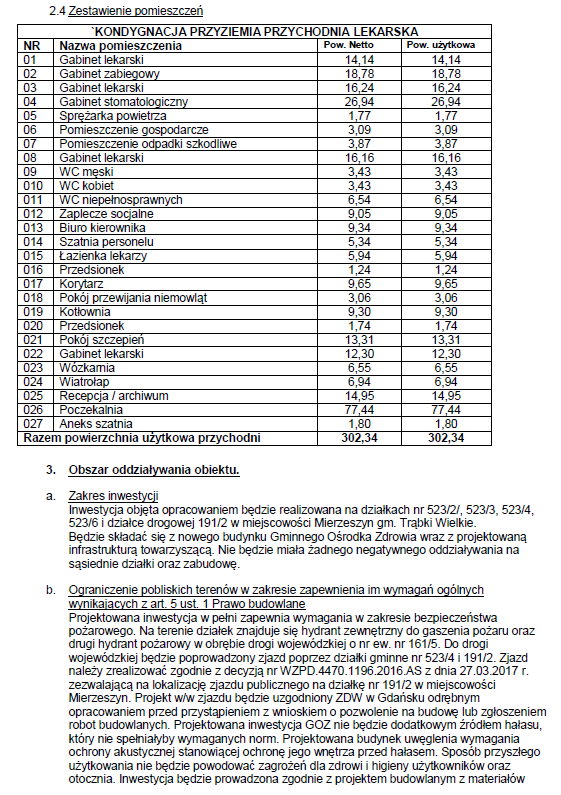 2.4 Zestawienie pomieszczeń
`KONDYGNACJA PRZYZIEMIA PRZYCHODNIA LEKARSKA
NR Nazwa pomieszczenia Pow. Netto Pow. użytkowa
01 Gabinet lekarski 14,14 14,14
02 Gabinet zabiegowy 18,78 18,78
03 Gabinet lekarski 16,24 16,24
04 Gabinet stomatologiczny 26,94 26,94
05 Sprężarka powietrza 1,77 1,77
06 Pomieszczenie gospodarcze 3,09 3,09
07 Pomieszczenie odpadki szkodliwe 3,87 3,87
08 Gabinet lekarski 16,16 16,16
09 WC męski 3,43 3,43
010 WC kobiet 3,43 3,43
011 WC niepełnosprawnych 6,54 6,54
012 Zaplecze socjalne 9,05 9,05
013 Biuro kierownika 9,34 9,34
014 Szatnia personelu 5,34 5,34
015 Łazienka lekarzy 5,94 5,94
016 Przedsionek 1,24 1,24
017 Korytarz 9,65 9,65
018 Pokój przewijania niemowląt 3,06 3,06
019 Kotłownia 9,30 9,30
020 Przedsionek 1,74 1,74
021 Pokój szczepień 13,31 13,31
022 Gabinet lekarski 12,30 12,30
023 Wózkarnia 6,55 6,55
024 Wiatrołap 6,94 6,94
025 Recepcja / archiwum 14,95 14,95
026 Poczekalnia 77,44 77,44
027 Aneks szatnia 1,80 1,80
Razem powierzchnia użytkowa przychodni 302,34 302,34
3. Obszar oddziaływania obiektu.
a. Zakres inwestycji
Inwestycja objęta opracowaniem będzie realizowana na działkach nr 523/2/, 523/3, 523/4,
523/6 i działce drogowej 191/2 w miejscowości Mierzeszyn gm. Trąbki Wielkie.
Będzie składać się z nowego budynku Gminnego Ośrodka Zdrowia wraz z projektowaną
infrastrukturą towarzyszącą. Nie będzie miała żadnego negatywnego oddziaływania na
sąsiednie działki oraz zabudowę.
b. Ograniczenie pobliskich terenów w zakresie zapewnienia im wymagań ogólnych
wynikających z art. 5 ust. 1 Prawo budowlane
Projektowana inwestycja w pełni zapewnia wymagania w zakresie bezpieczeństwa
pożarowego. Na terenie działek znajduje się hydrant zewnętrzny do gaszenia pożaru oraz
drugi hydrant pożarowy w obrębie drogi wojewódzkiej o nr ew. nr 161/5. Do drogi
wojewódzkiej będzie poprowadzony zjazd poprzez działki gminne nr 523/4 i 191/2. Zjazd
należy zrealizować zgodnie z decyzją nr WZPD.4470.1196.2016.AS z dnia 27.03.2017 r.
zezwalającą na lokalizację zjazdu publicznego na działkę nr 191/2 w miejscowości
Mierzeszyn. Projekt w/w zjazdu będzie uzgodniony ZDW w Gdańsku odrębnym
opracowaniem przed przystąpieniem z wnioskiem o pozwolenie na budowę lub zgłoszeniem
robot budowlanych. Projektowana inwestycja GOZ nie będzie dodatkowym źródłem hałasu,
który nie spełniałyby wymaganych norm. Projektowana budynek uwęglenia wymagania
ochrony akustycznej stanowiącej ochronę jego wnętrza przed hałasem. Sposób przyszłego
użytkowania nie będzie powodować zagrożeń dla zdrowi i higieny użytkowników oraz
otocznia. Inwestycja będzie prowadzona zgodnie z projektem budowlanym z materiałów